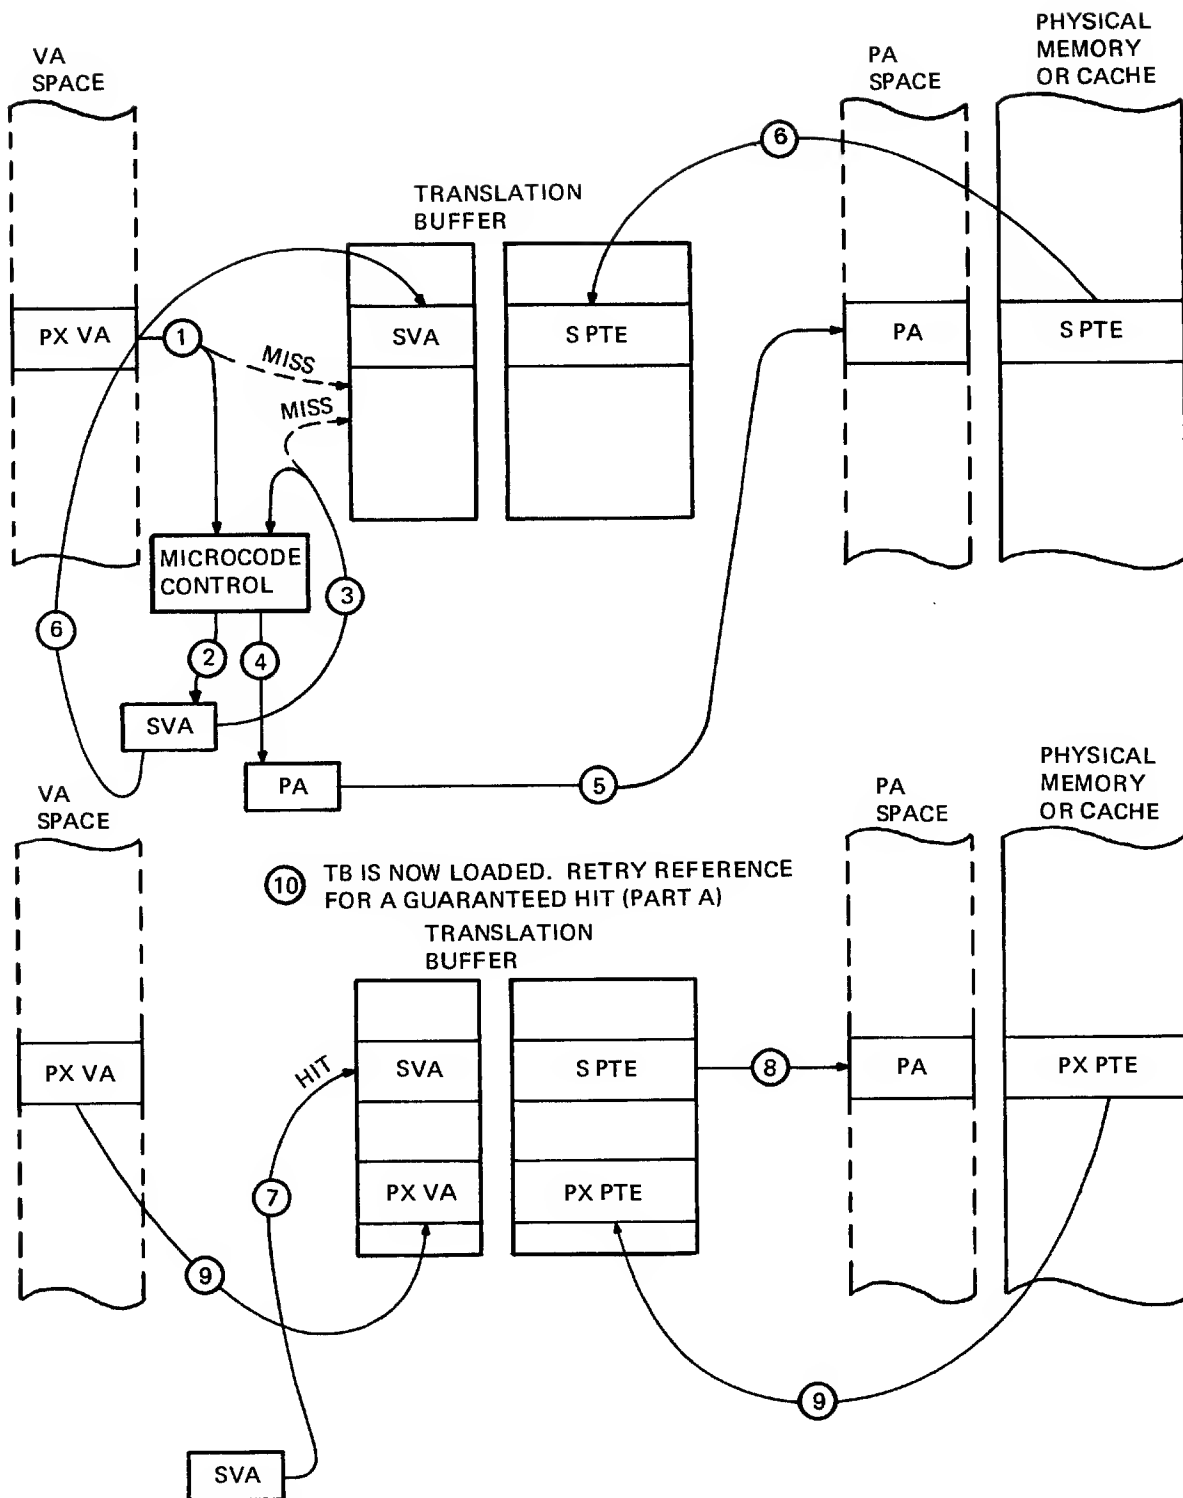 PHYSICAL
MEMORY
OR CACHE
VA
SPACE
PA
SPACE
6
TRANSLATION
BUFFER
PX VA
1
MISS
MISS
SVA
S PTE
PA
S PTE
MICROCODE
CONTROL
3
6
2
4
SVA
PA
5
VA
SPACE
PA
SPACE
PHYSICAL
MEMORY
OR CACHE
10 TB IS NOW LOADED. RETRY REFERENCE
FOR A GUARANTEED HIT (PART A)
TRANSLATION
BUFFER
PX VA
HIT
SVA
S PTE
8
PA
PX PTE
7
PX VA
PX PTE
9
9
SVA